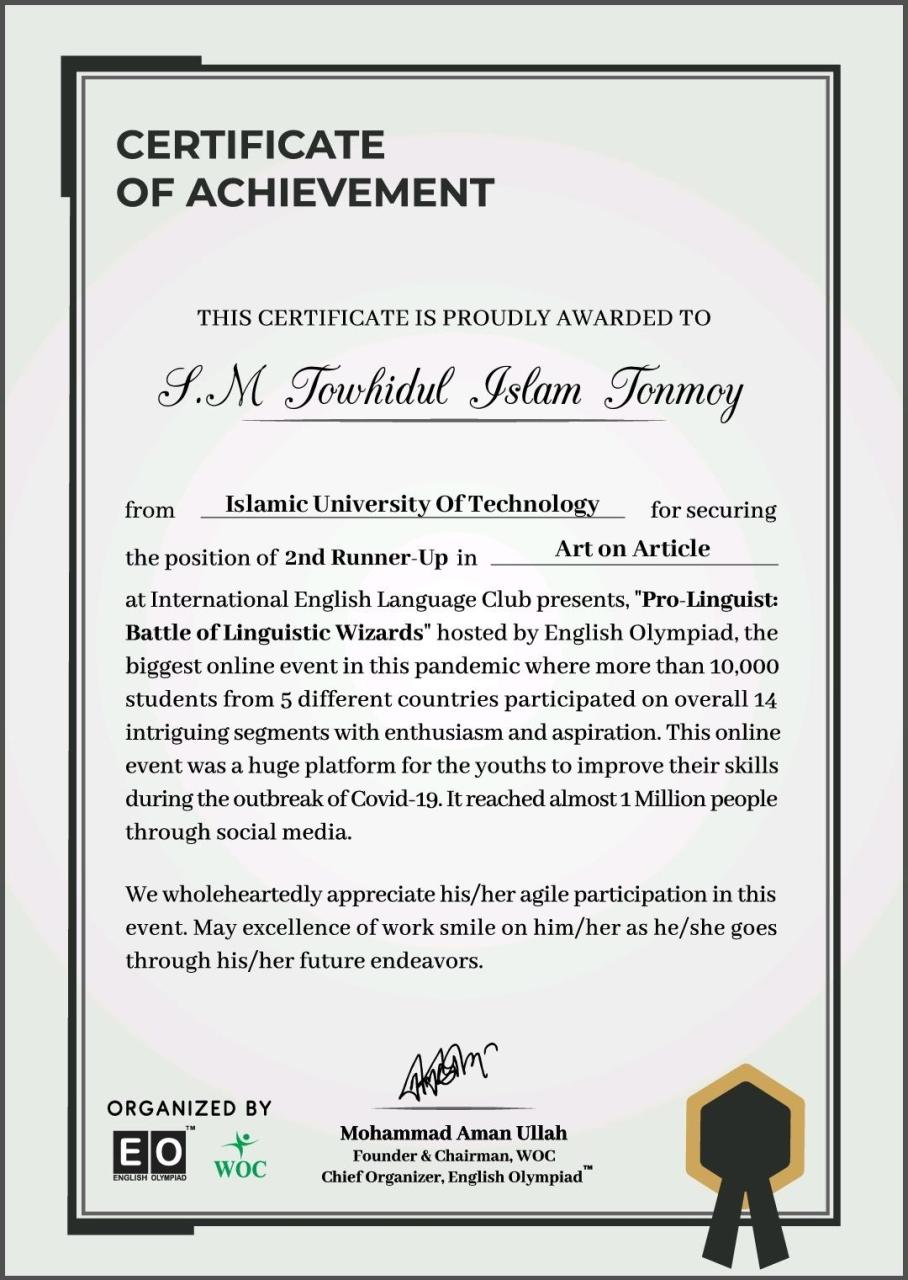 CERTIFICATE
OF ACHIEVEMENT
THIS CERTIFICATE IS PROUDLY AWARDED TO
S.M Towhidul Islam Tonmoy
from Islamic University Of Technology for securing
the position of 2nd Runner-Up in Art on Article
at International English Language Club presents, "Pro-Linguist:
Battle of Linguistic Wizards" hosted by English Olympiad, the
biggest online event in this pandemic where more than 10,000
students from 5 different countries participated on overall 14
intriguing segments with enthusiasm and aspiration. This online
event was a huge platform for the youths to improve their skills
during the outbreak of Covid-19. It reached almost 1 Million people
through social media.
We wholeheartedly appreciate his/her agile participation in this
event. May excellence of work smile on him/her as he/she goes
through his/her future endeavors.
ORGANIZED BY
EO™
ENGLISH OLYMPIAD
WOC
Mohammad Aman Ullah
Founder & Chairman, WOC
Chief Organizer, English Olympiad™